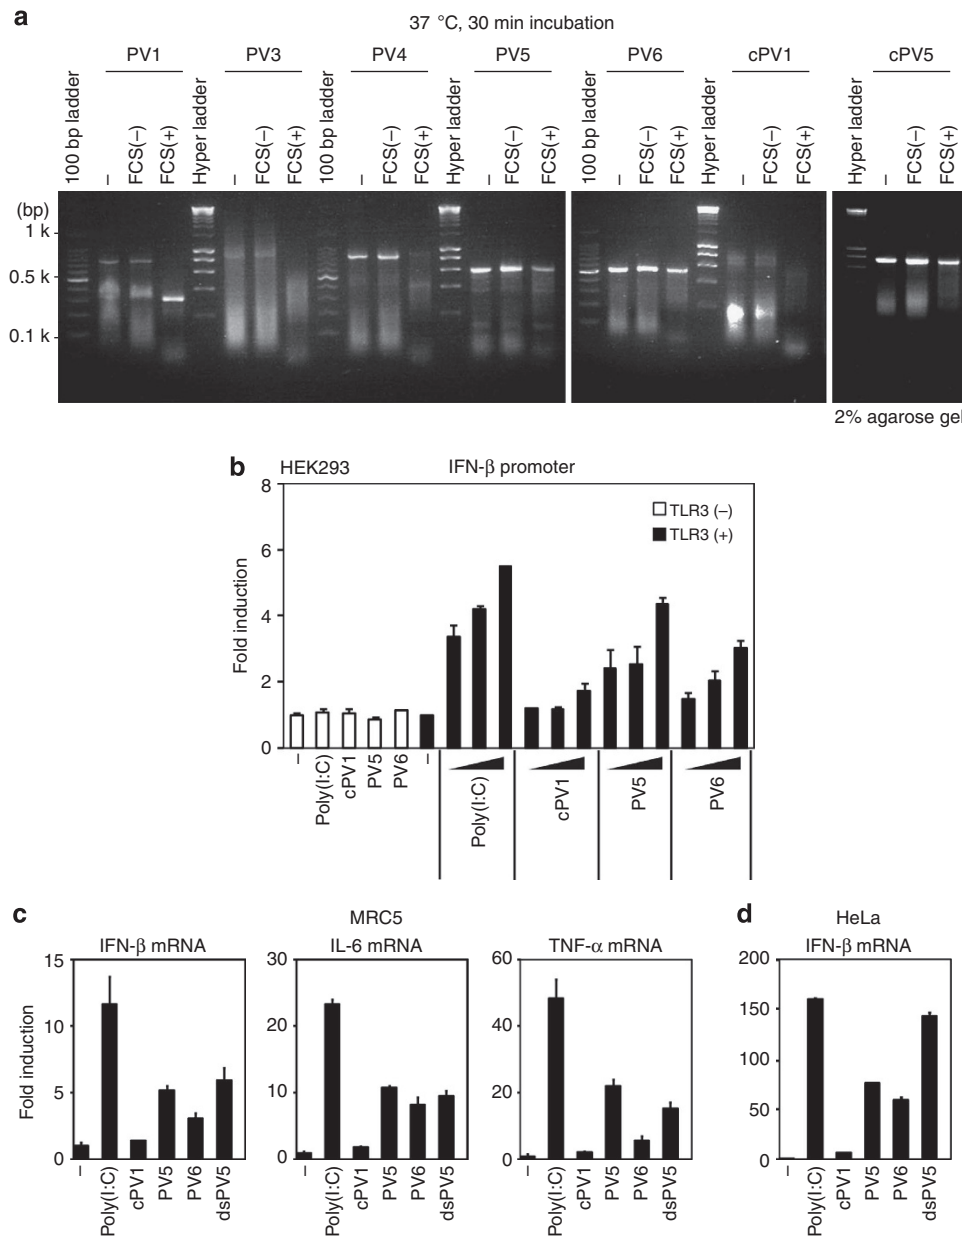 a
37 °C, 30 min incubation
PV1 PV3 PV4 PV5 PV6 cPV1 cPV5
100 bp ladder – FCS(–) FCS(+) Hyper ladder – FCS(–) FCS(+) 100 bp ladder – FCS(–) FCS(+) Hyper ladder – FCS(–) FCS(+) 100 bp ladder – FCS(–) FCS(+) Hyper ladder – FCS(–) FCS(+) Hyper ladder – FCS(–) FCS(+)
(bp)
1 k
0.5 k
0.1 k
2% agarose gel
b HEK293 IFN-β promoter
8
TLR3 (–)
TLR3 (+)
6
4
2
0
Fold induction
– Poly(I:C) cPV1 PV5 PV6 – Poly(I:C) cPV1 PV5 PV6
c MRC5
IFN-β mRNA IL-6 mRNA TNF-α mRNA
Fold induction
15
10
5
0
– Poly(I:C) cPV1 PV5 PV6 dsPV5
30
20
10
0
– Poly(I:C) cPV1 PV5 PV6 dsPV5
60
40
20
0
– Poly(I:C) cPV1 PV5 PV6 dsPV5
d HeLa
IFN-β mRNA
200
150
100
50
0
– Poly(I:C) cPV1 PV5 PV6 dsPV5